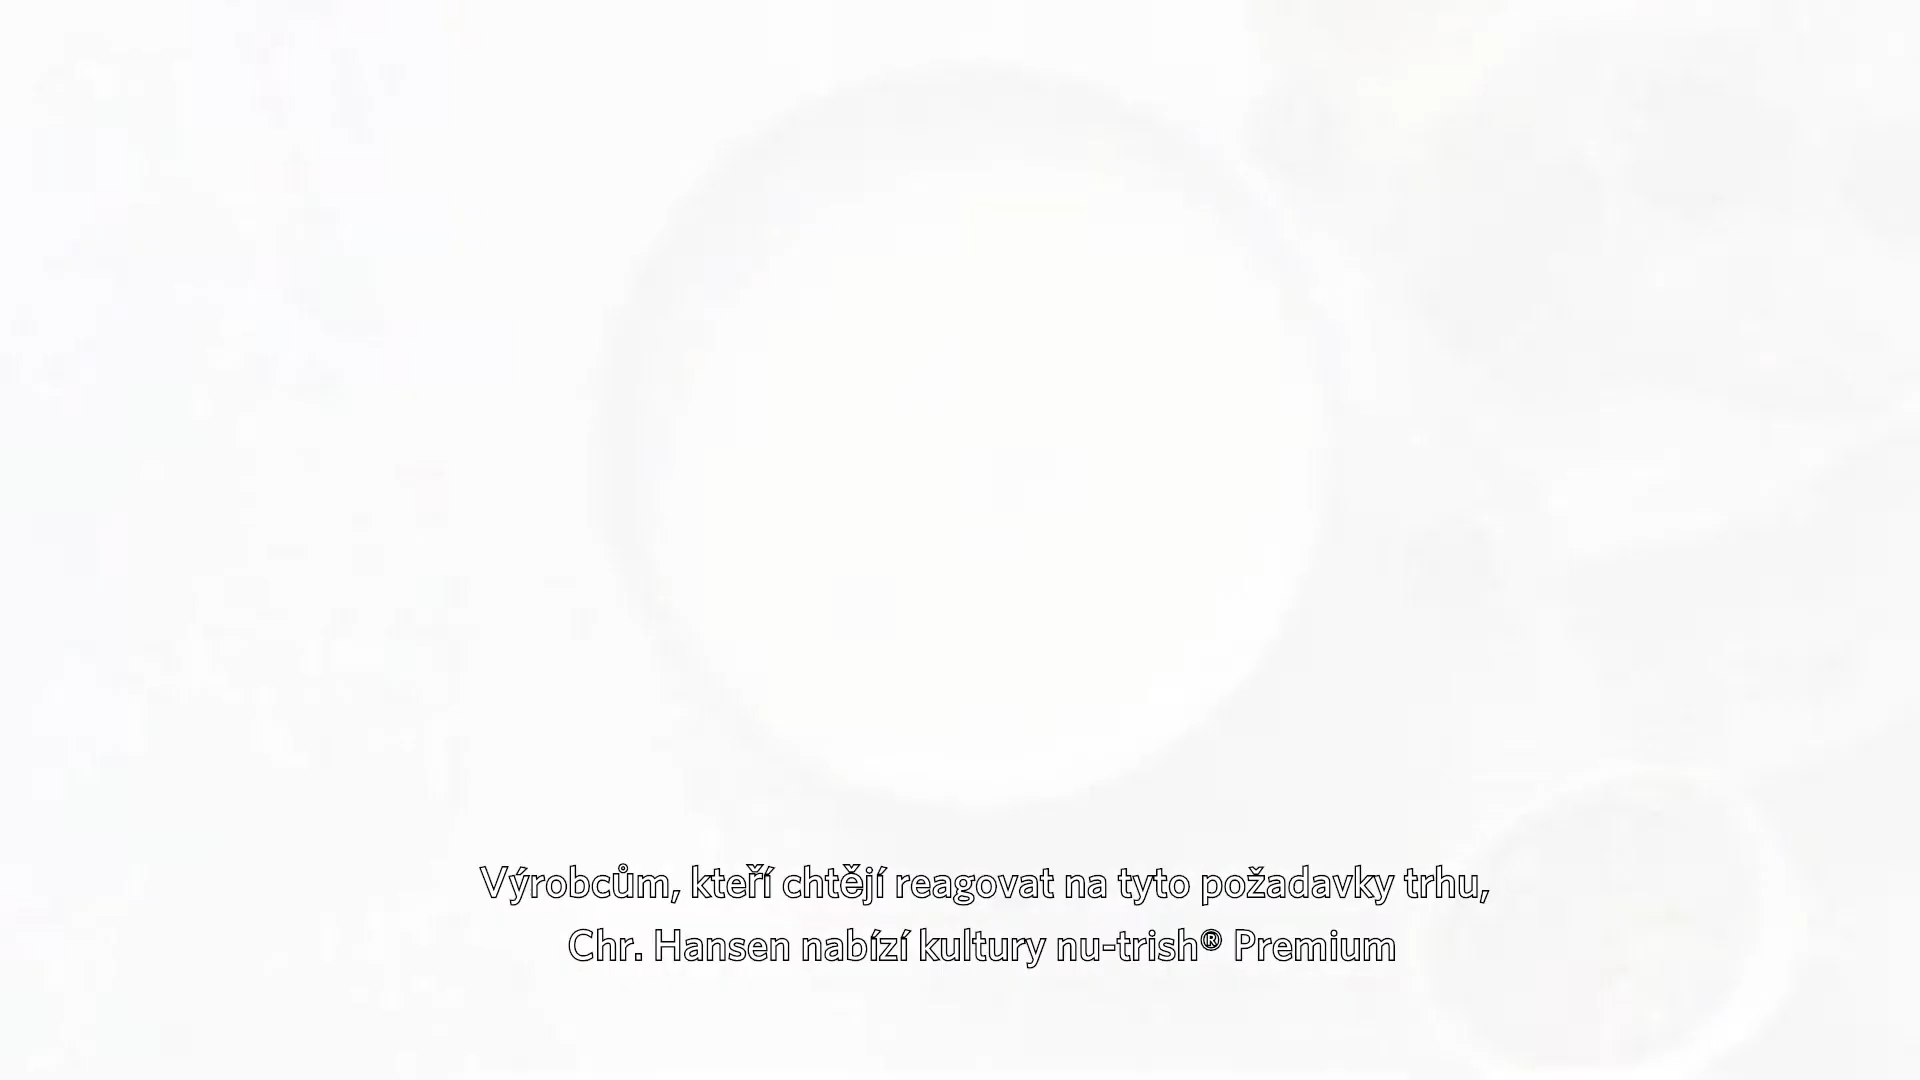 Výrobcům, kteří chtějí reagovat na tyto požadavky trhu,
Chr. Hansen nabízí kultury nu-trish® Premium